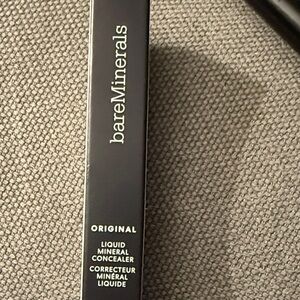 bareMinerals
ORIGINAL
LIQUID
MINERAL
CONCEALER
CORRECTEUR
MINÉRAL
LIQUIDE